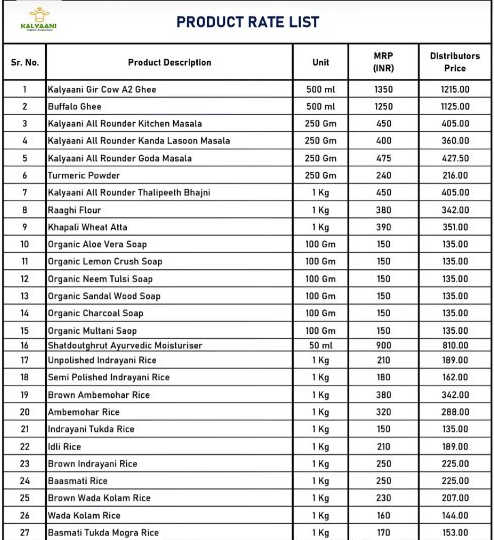 KALYAANI
PRODUCT RATE LIST
Sr. No. Product Description Unit MRP (INR) Distributors Price
1 Kalyaani Gir Cow A2 Ghee 500 ml 1350 1215.00
2 Buffalo Ghee 500 ml 1250 1125.00
3 Kalyaani All Rounder Kitchen Masala 250 Gm 450 405.00
4 Kalyaani All Rounder Kanda Lasoon Masala 250 Gm 400 360.00
5 Kalyaani All Rounder Goda Masala 250 Gm 475 427.50
6 Turmeric Powder 250 Gm 240 216.00
7 Kalyaani All Rounder Thalipeeth Bhajni 1 Kg 450 405.00
8 Raaghi Flour 1 Kg 380 342.00
9 Khapali Wheat Atta 1 Kg 390 351.00
10 Organic Aloe Vera Soap 100 Gm 150 135.00
11 Organic Lemon Crush Soap 100 Gm 150 135.00
12 Organic Neem Tulsi Soap 100 Gm 150 135.00
13 Organic Sandal Wood Soap 100 Gm 150 135.00
14 Organic Charcoal Soap 100 Gm 150 135.00
15 Organic Multani Saop 100 Gm 150 135.00
16 Shatdoutghrut Ayurvedic Moisturiser 50 ml 900 810.00
17 Unpolished Indrayani Rice 1 Kg 210 189.00
18 Semi Polished Indrayani Rice 1 Kg 180 162.00
19 Brown Ambemohar Rice 1 Kg 380 342.00
20 Ambemohar Rice 1 Kg 320 288.00
21 Indrayani Tukda Rice 1 Kg 150 135.00
22 Idli Rice 1 Kg 210 189.00
23 Brown Indrayani Rice 1 Kg 250 225.00
24 Baasmati Rice 1 Kg 250 225.00
25 Brown Wada Kolam Rice 1 Kg 230 207.00
26 Wada Kolam Rice 1 Kg 160 144.00
27 Basmati Tukda Mogra Rice 1 Kg 170 153.00